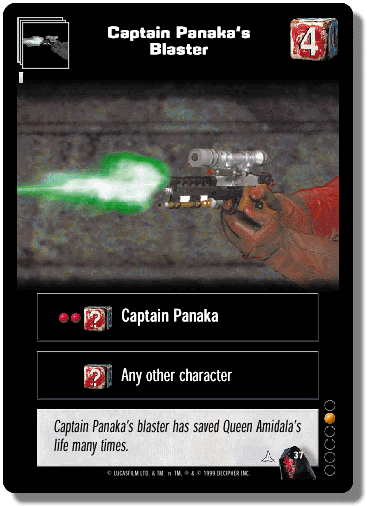 Captain Panaka's
Blaster
4
? Captain Panaka
? Any other character
Captain Panaka's blaster has saved Queen Amidala's
life many times.
37
© LUCASFILM LTD. & TM. ® & © 1999 DECIPHER INC.